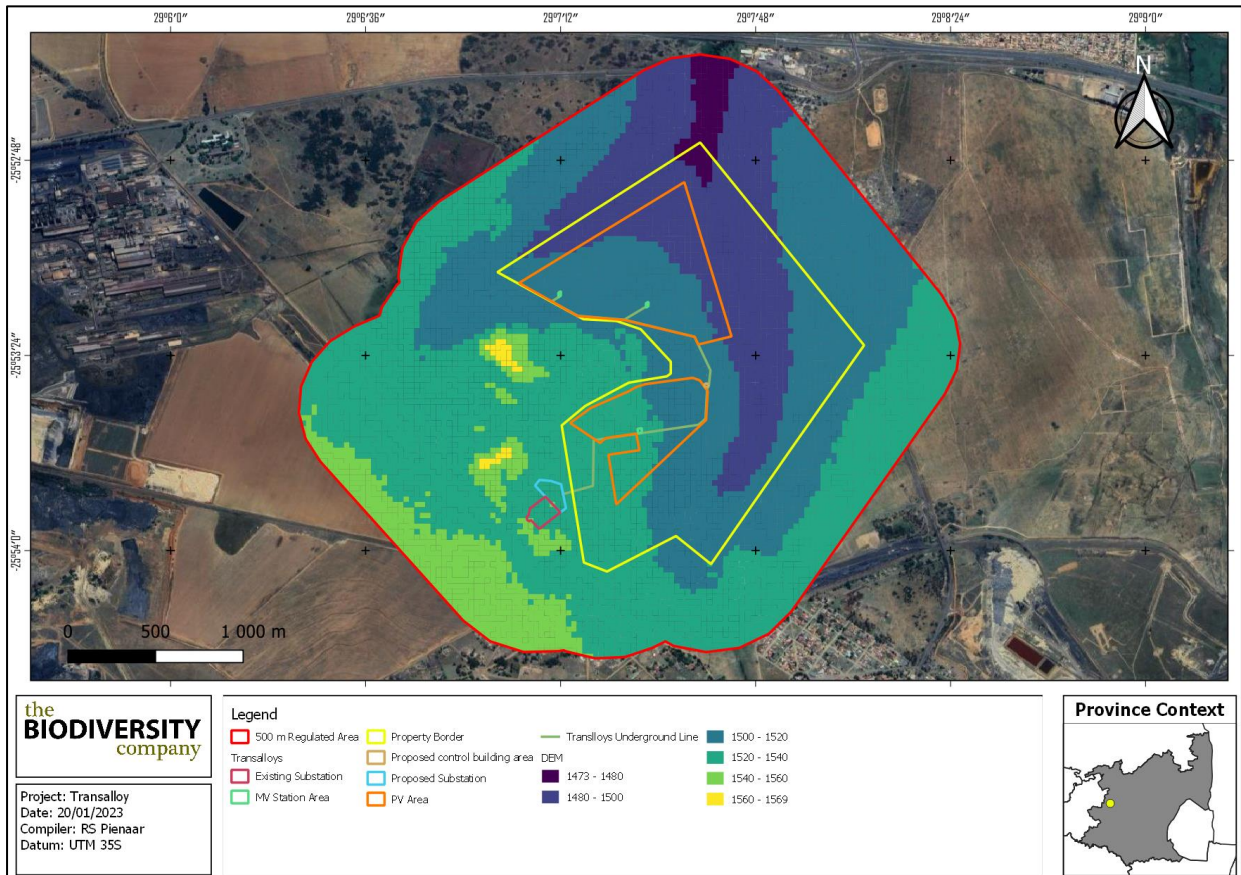 29°6'0" 29°6'36" 29°7'12" 29°7'48" 29°8'24" 29°9'0"
N
-25°52'48"
-25°53'24"
-25°54'0"
0 500 1 000 m
the
BIODIVERSITY
company
Project: Transalloy
Date: 20/01/2023
Compiler: RS Pienaar
Datum: UTM 35S
Legend
500 m Regulated Area
Transalloys
Existing Substation
MV Station Area
Property Border
Proposed control building area
Proposed Substation
PV Area
Translloys Underground Line
DEM
1473 - 1480
1480 - 1500
1500 - 1520
1520 - 1540
1540 - 1560
1560 - 1569
Province Context